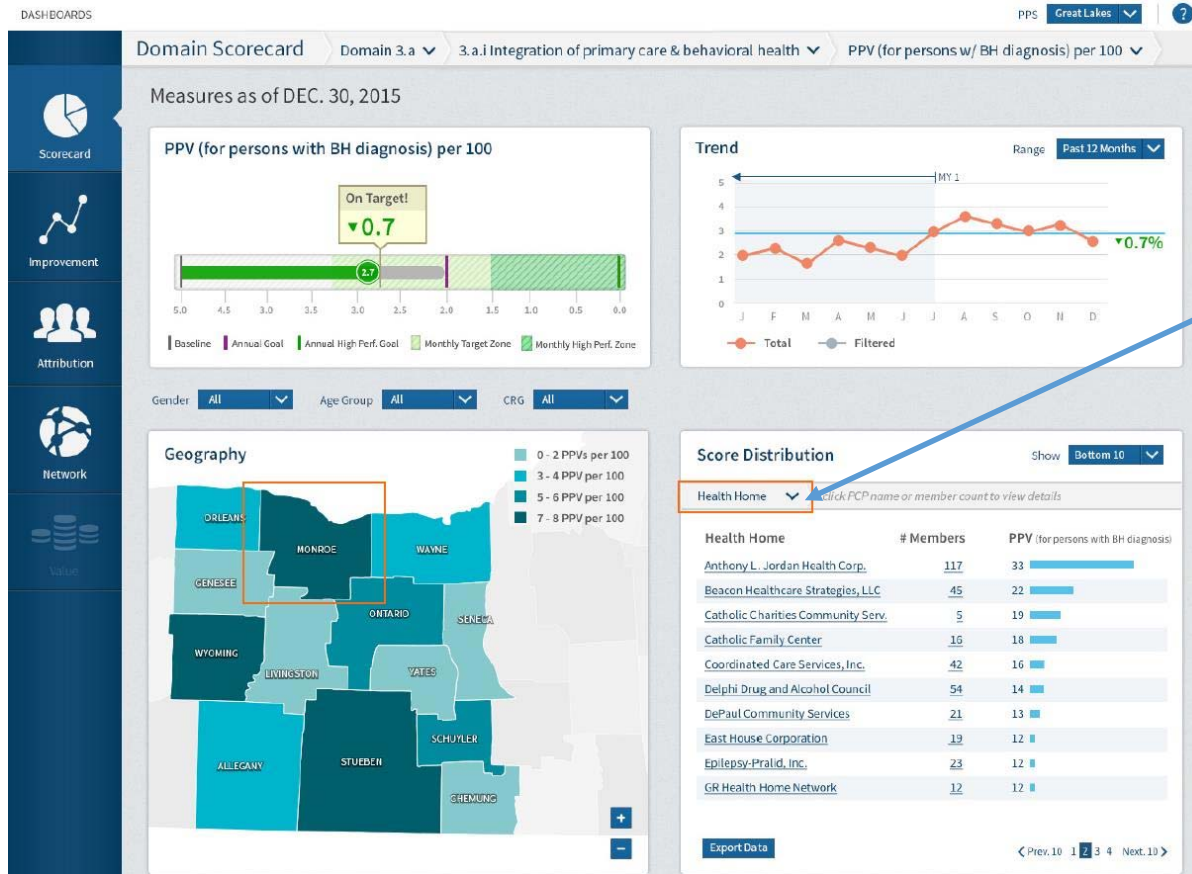 DASHBOARDS
PPS Great Lakes ?
Domain Scorecard Domain 3.a 3.a.i Integration of primary care & behavioral health PPV (for persons w/ BH diagnosis) per 100
Scorecard
Improvement
Attribution
Network
Value
Measures as of DEC. 30, 2015
PPV (for persons with BH diagnosis) per 100
On Target!
▼0.7
2.7
5.0 4.5 3.0 3.5 3.0 2.5 2.0 1.5 1.0 0.5 0.0
Baseline Annual Goal Annual High Perf. Goal Monthly Target Zone Monthly High Perf. Zone
Trend
Range Past 12 Months
MY 1
5
4
3
2
1
0
▼0.7%
J F M A M J J A S O N D
Total Filtered
Gender All Age Group All CRG All
Geography
0 - 2 PPVs per 100
3 - 4 PPV per 100
5 - 6 PPV per 100
7 - 8 PPV per 100
ORLEANS
MONROE
WAYNE
GENESEE
ONTARIO
SENECA
WYOMING
LIVINGSTON
YATES
SCHUYLER
ALLEGANY
STUEBEN
CHEMUNG
+
-
Score Distribution
Show Bottom 10
Health Home click PCP name or member count to view details
Health Home # Members PPV (for persons with BH diagnosis)
Anthony L. Jordan Health Corp. 117 33
Beacon Healthcare Strategies, LLC 45 22
Catholic Charities Community Serv. 5 19
Catholic Family Center 16 18
Coordinated Care Services, Inc. 42 16
Delphi Drug and Alcohol Council 54 14
DePaul Community Services 21 13
East House Corporation 19 12
Epilepsy-Pralid, Inc. 23 12
GR Health Home Network 12 12
Export Data
Prev. 10 1 2 3 4 Next. 10